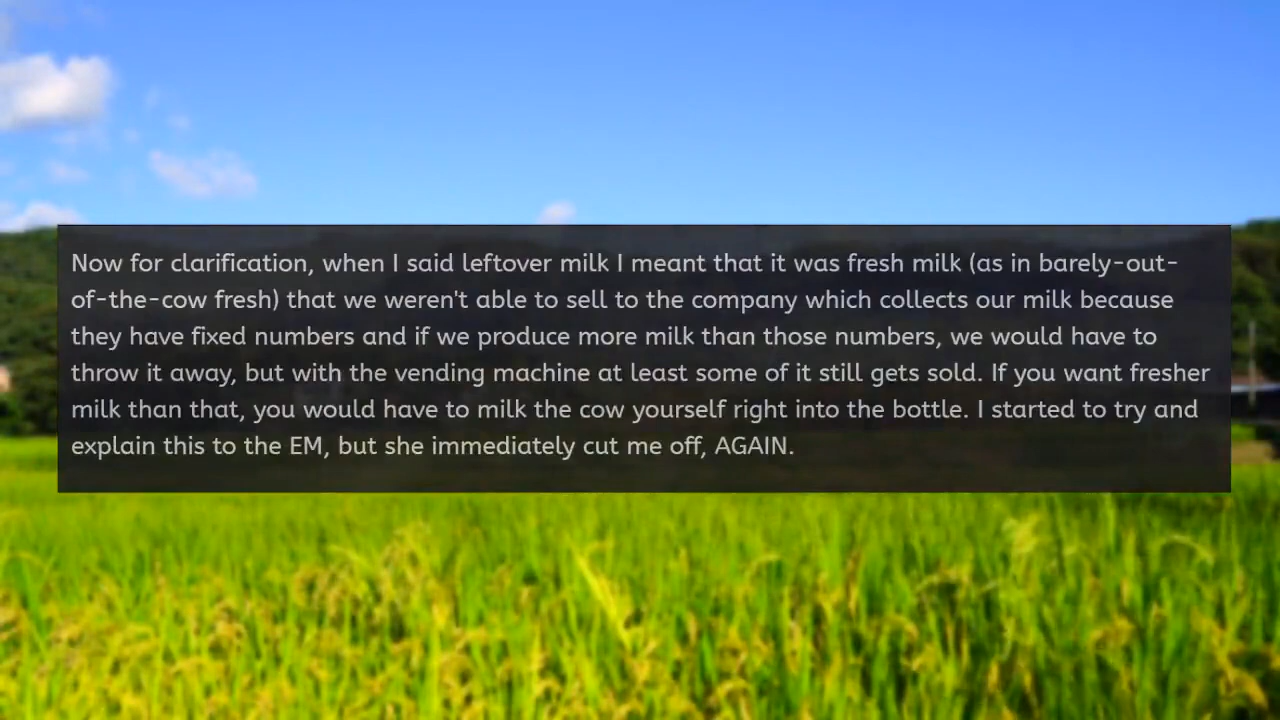 Now for clarification, when I said leftover milk I meant that it was fresh milk (as in barely-out-
of-the-cow fresh) that we weren't able to sell to the company which collects our milk because
they have fixed numbers and if we produce more milk than those numbers, we would have to
throw it away, but with the vending machine at least some of it still gets sold. If you want fresher
milk than that, you would have to milk the cow yourself right into the bottle. I started to try and
explain this to the EM, but she immediately cut me off, AGAIN.